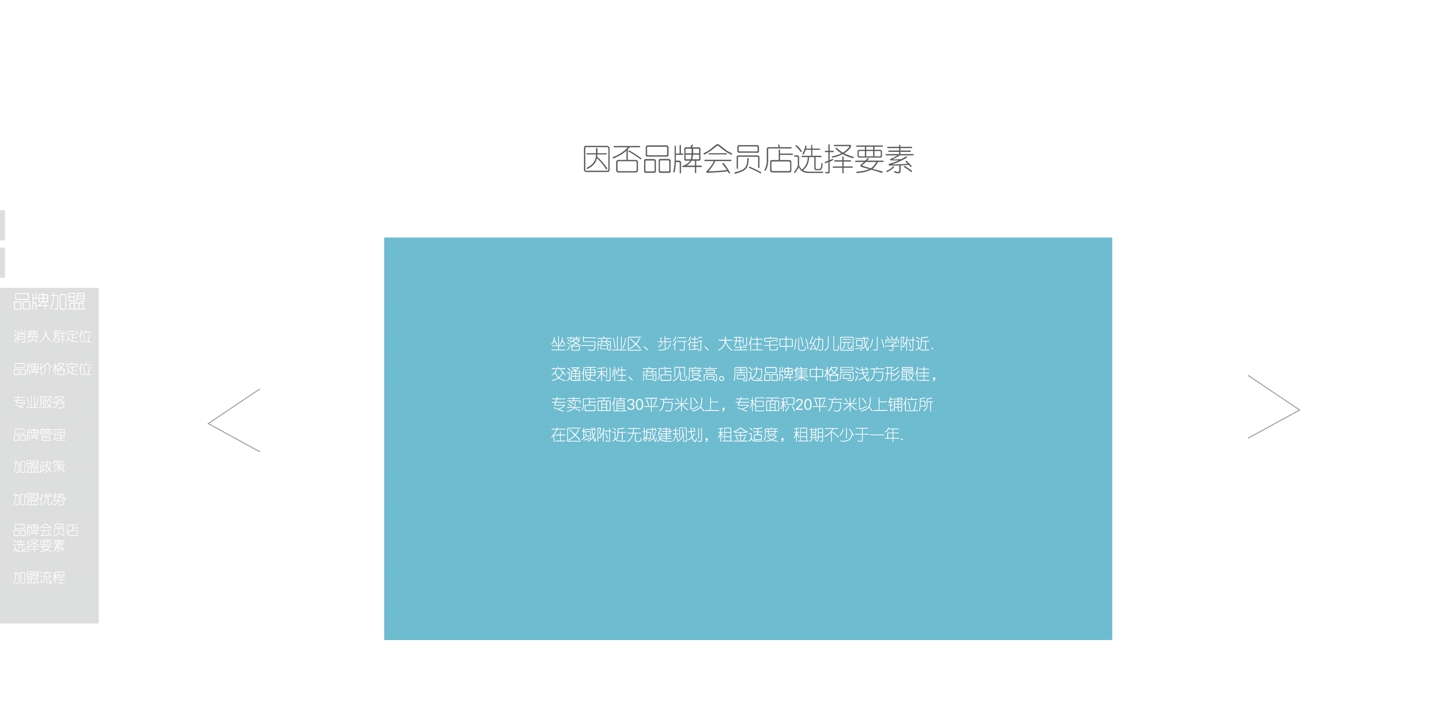 因否品牌会员店选择要素
品牌加盟
消费人群定位
品牌价格定位
专业服务
品牌管理
加盟政策
加盟优势
品牌会员店
选择要素
加盟流程
坐落与商业区、步行街、大型住宅中心幼儿园或小学附近.
交通便利性、商店见度高。周边品牌集中格局浅方形最佳，
专卖店面值30平方米以上，专柜面积20平方米以上铺位所
在区域附近无城建规划，租金适度，租期不少于一年.